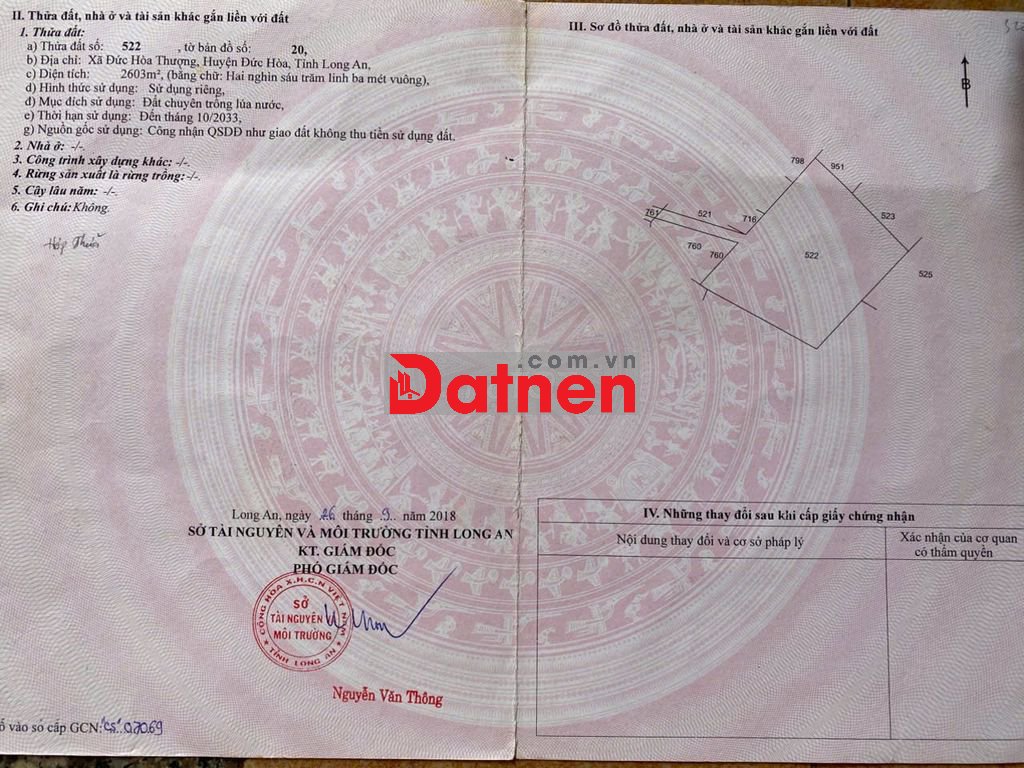 II. Thửa đất, nhà ở và tài sản khác gắn liền với đất
1. Thửa đất:
a) Thửa đất số: 522 , tờ bản đồ số: 20,
b) Địa chỉ: Xã Đức Hòa Thượng, Huyện Đức Hòa, Tỉnh Long An,
c) Diện tích: 2603m², (bằng chữ: Hai nghìn sáu trăm linh ba mét vuông),
d) Hình thức sử dụng: Sử dụng riêng,
đ) Mục đích sử dụng: Đất chuyên trồng lúa nước,
e) Thời hạn sử dụng: Đến tháng 10/2033,
g) Nguồn gốc sử dụng: Công nhận QSDĐ như giao đất không thu tiền sử dụng đất.
2. Nhà ở: -/-.
3. Công trình xây dựng khác: -/-.
4. Rừng sản xuất là rừng trồng:-/-.
5. Cây lâu năm: -/-.
6. Ghi chú: Không.
Long An, ngày 26 tháng .9.. năm 2018
SỞ TÀI NGUYÊN VÀ MÔI TRƯỜNG TỈNH LONG AN
KT. GIÁM ĐỐC
PHÓ GIÁM ĐỐC
CỘNG HÒA X.H.C.N VIỆT NAM
SỞ
TÀI NGUYÊN
MÔI TRƯỜNG
TỈNH LONG AN
Nguyễn Văn Thông
ố vào sổ cấp GCN: "CS" 07069
III. Sơ đồ thửa đất, nhà ở và tài sản khác gắn liền với đất
B
798
951
761
521
716
523
760
760
522
525
.com.vn
Datnen
IV. Những thay đổi sau khi cấp giấy chứng nhận
Nội dung thay đổi và cơ sở pháp lý
Xác nhận của cơ quan
có thẩm quyền